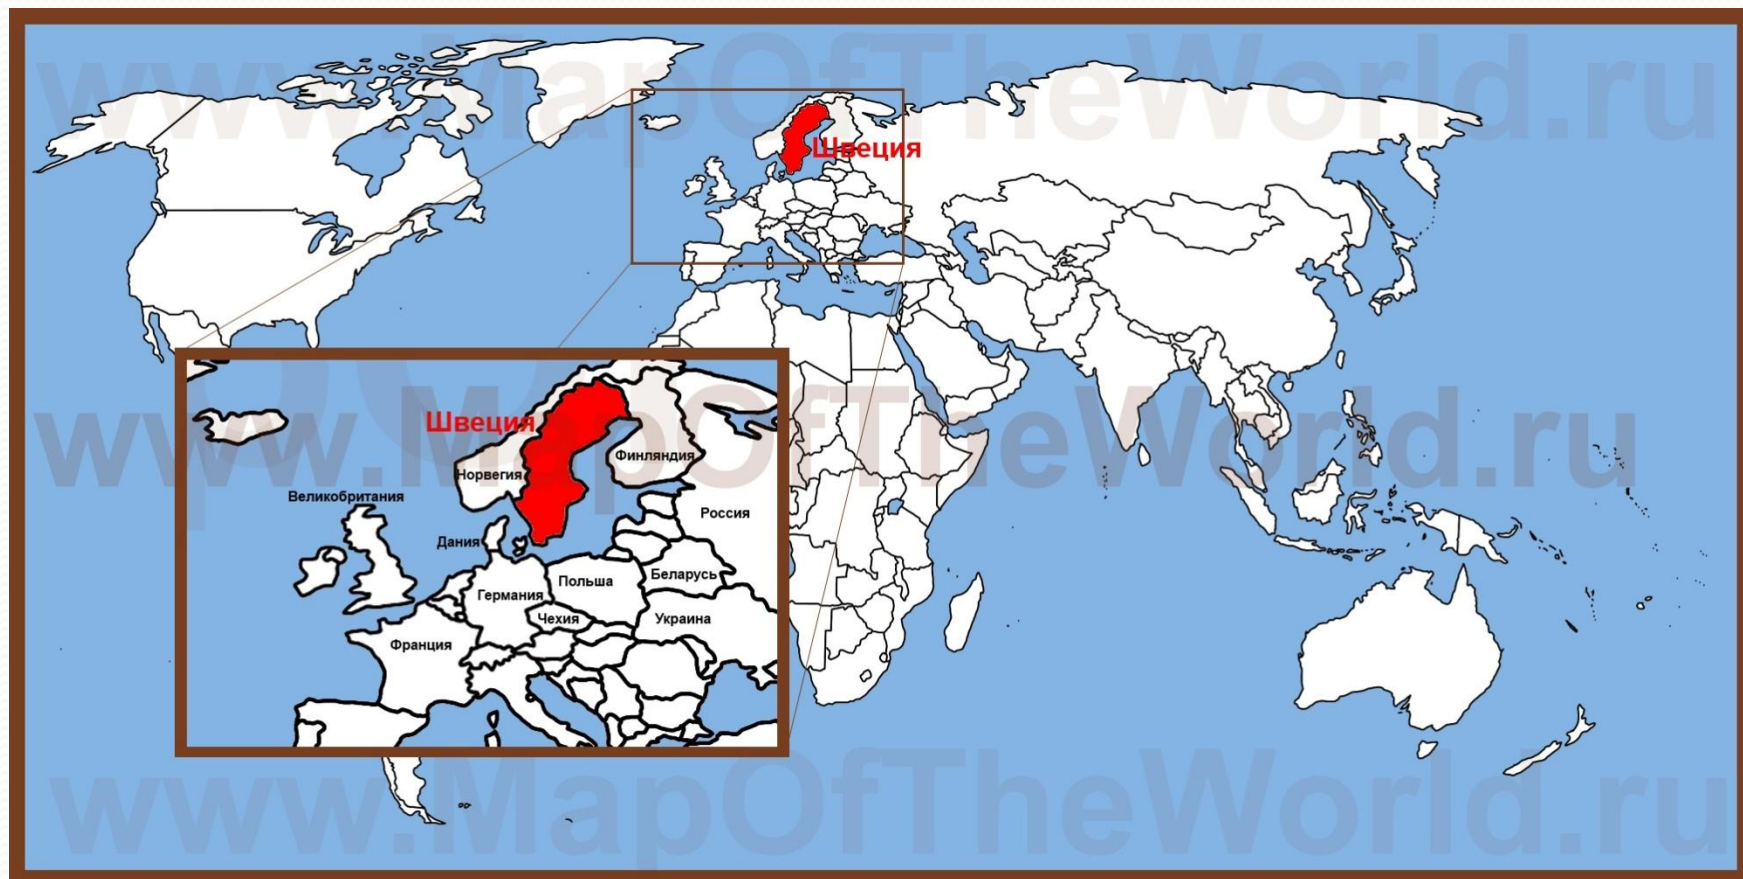 www.MapOfTheWorld.ru
Швеция
www.MapOfTheWorld.ru
Швеция
Норвегия
Финляндия
Великобритания
Россия
Дания
Польша
Беларусь
Германия
Чехия
Украина
Франция
www.MapOfTheWorld.ru